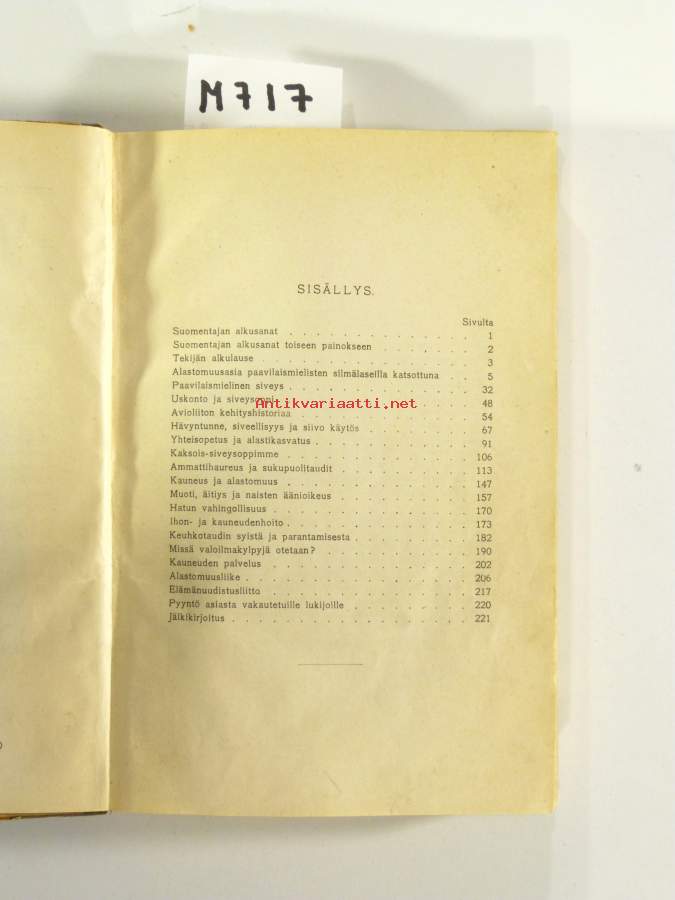 M717
SISÄLLYS.
Sivulta
Suomentajan alkusanat . . . . . . . . . . . . . 1
Suomentajan alkusanat toiseen painokseen . . . . . . 2
Tekijän alkulause . . . . . . . . . . . . . . . 3
Alastomuusasia paavilaismielisten silmälaseilla katsottuna . . 5
Paavilaismielinen siveys . . . . . . . . . . . . . 32
Uskonto ja siveysoppi . . . . . . . . . . . . . 48
Antikvariaatti.net
Avioliiton kehityshistoriaa . . . . . . . . . . . . 54
Hävyntunne, siveellisyys ja siivo käytös . . . . . . . 67
Yhteisopetus ja alastikasvatus . . . . . . . . . . . 91
Kaksois-siveysoppimme . . . . . . . . . . . . . 106
Ammattihaureus ja sukupuolitaudit . . . . . . . . . 113
Kauneus ja alastomuus . . . . . . . . . . . . . 147
Muoti, äitiys ja naisten äänioikeus . . . . . . . . . 157
Hatun vahingollisuus . . . . . . . . . . . . . . 170
Ihon- ja kauneudenhoito . . . . . . . . . . . . . 173
Keuhkotaudin syistä ja parantamisesta . . . . . . . . 182
Missä valoilmakylpyjä otetaan? . . . . . . . . . . 190
Kauneuden palvelus . . . . . . . . . . . . . . 202
Alastomuusliike . . . . . . . . . . . . . . . . 206
Elämänuudistusliitto . . . . . . . . . . . . . . 217
Pyyntö asiasta vakautetuille lukijoille . . . . . . . . 220
Jälkikirjoitus . . . . . . . . . . . . . . . . . 221